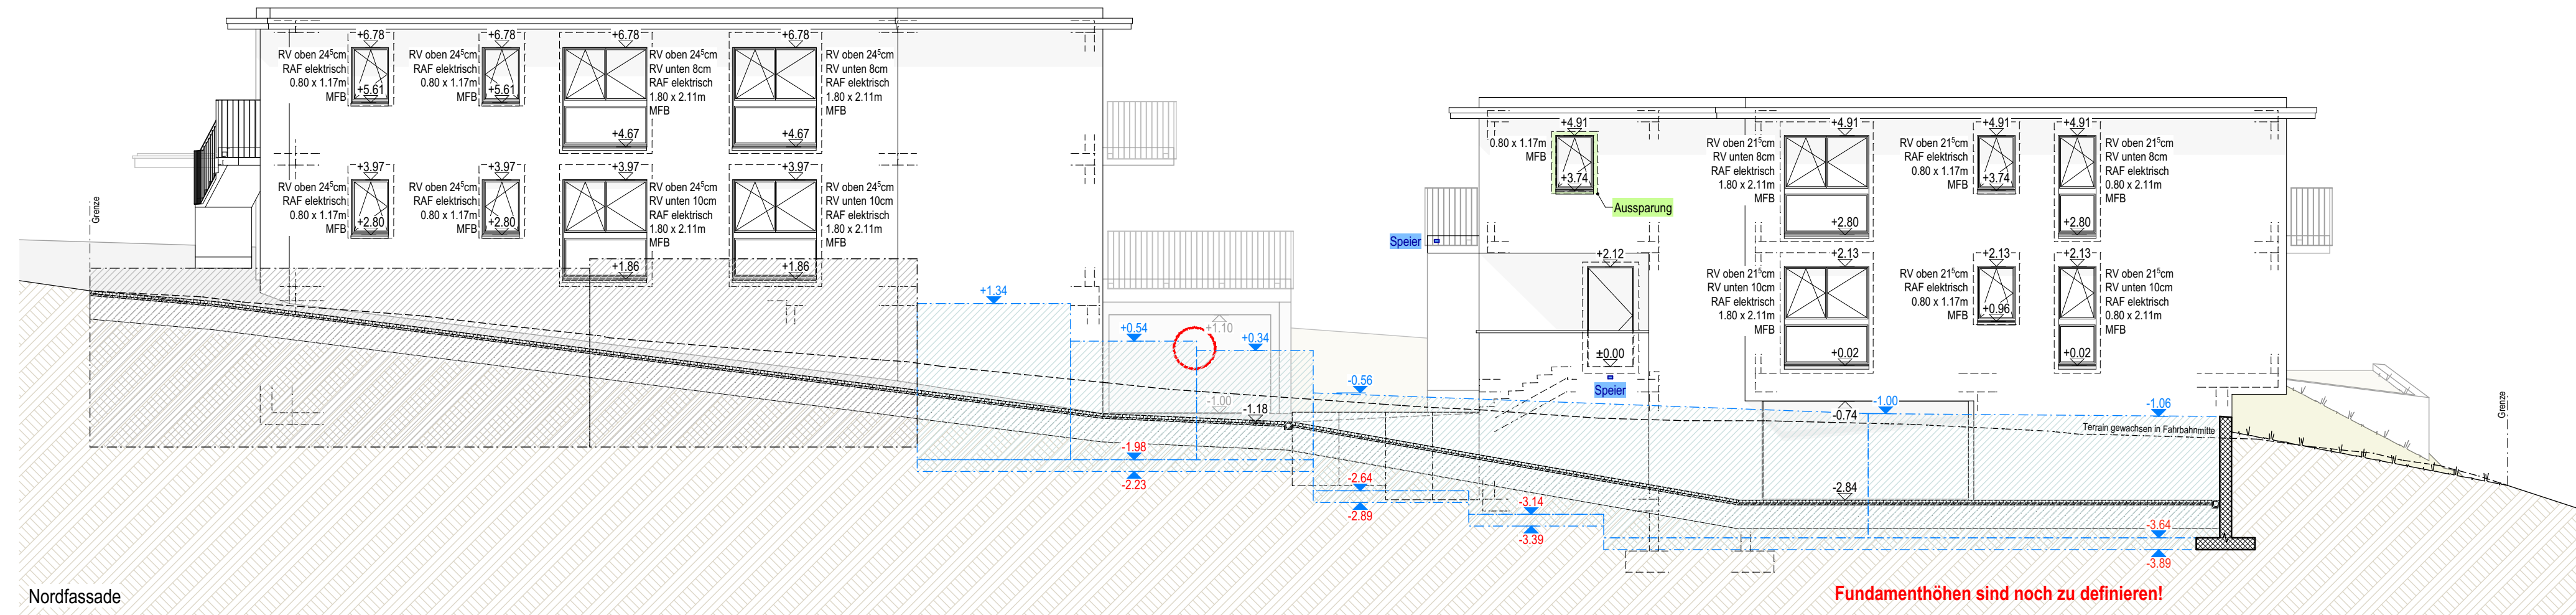 +6.78
+6.78
+6.78
+6.78
RV oben 24⁵cm
RAF elektrisch
0.80 x 1.17m
MFB
+5.61
RV oben 24⁵cm
RAF elektrisch
0.80 x 1.17m
MFB
+5.61
RV oben 24⁵cm
RV unten 8cm
RAF elektrisch
1.80 x 2.11m
MFB
+4.67
RV oben 24⁵cm
RV unten 8cm
RAF elektrisch
1.80 x 2.11m
MFB
+4.67
+3.97
+3.97
+3.97
+3.97
RV oben 24⁵cm
RAF elektrisch
0.80 x 1.17m
MFB
+2.80
RV oben 24⁵cm
RAF elektrisch
0.80 x 1.17m
MFB
+2.80
RV oben 24⁵cm
RV unten 10cm
RAF elektrisch
1.80 x 2.11m
MFB
+1.86
RV oben 24⁵cm
RV unten 10cm
RAF elektrisch
1.80 x 2.11m
MFB
+1.86
Grenze
+1.34
+0.54
+1.10
+0.34
-0.56
-1.00
-1.18
-1.98
-2.23
-2.64
-2.89
-3.14
-3.39
+4.91
0.80 x 1.17m
MFB
+3.74
Aussparung
Speier
+2.12
±0.00
Speier
+4.91
+4.91
+4.91
RV oben 21⁵cm
RV unten 8cm
RAF elektrisch
1.80 x 2.11m
MFB
+2.80
RV oben 21⁵cm
RAF elektrisch
0.80 x 1.17m
MFB
+3.74
RV oben 21⁵cm
RV unten 8cm
RAF elektrisch
0.80 x 2.11m
MFB
+2.80
+2.13
+2.13
+2.13
RV oben 21⁵cm
RV unten 10cm
RAF elektrisch
1.80 x 2.11m
MFB
+0.02
RV oben 21⁵cm
RAF elektrisch
0.80 x 1.17m
MFB
+0.96
RV oben 21⁵cm
RV unten 10cm
RAF elektrisch
0.80 x 2.11m
MFB
+0.02
-0.74
-1.00
-1.06
Terrain gewachsen in Fahrbahnmitte
Grenze
-2.84
-3.64
-3.89
Nordfassade
Fundamenthöhen sind noch zu definieren!